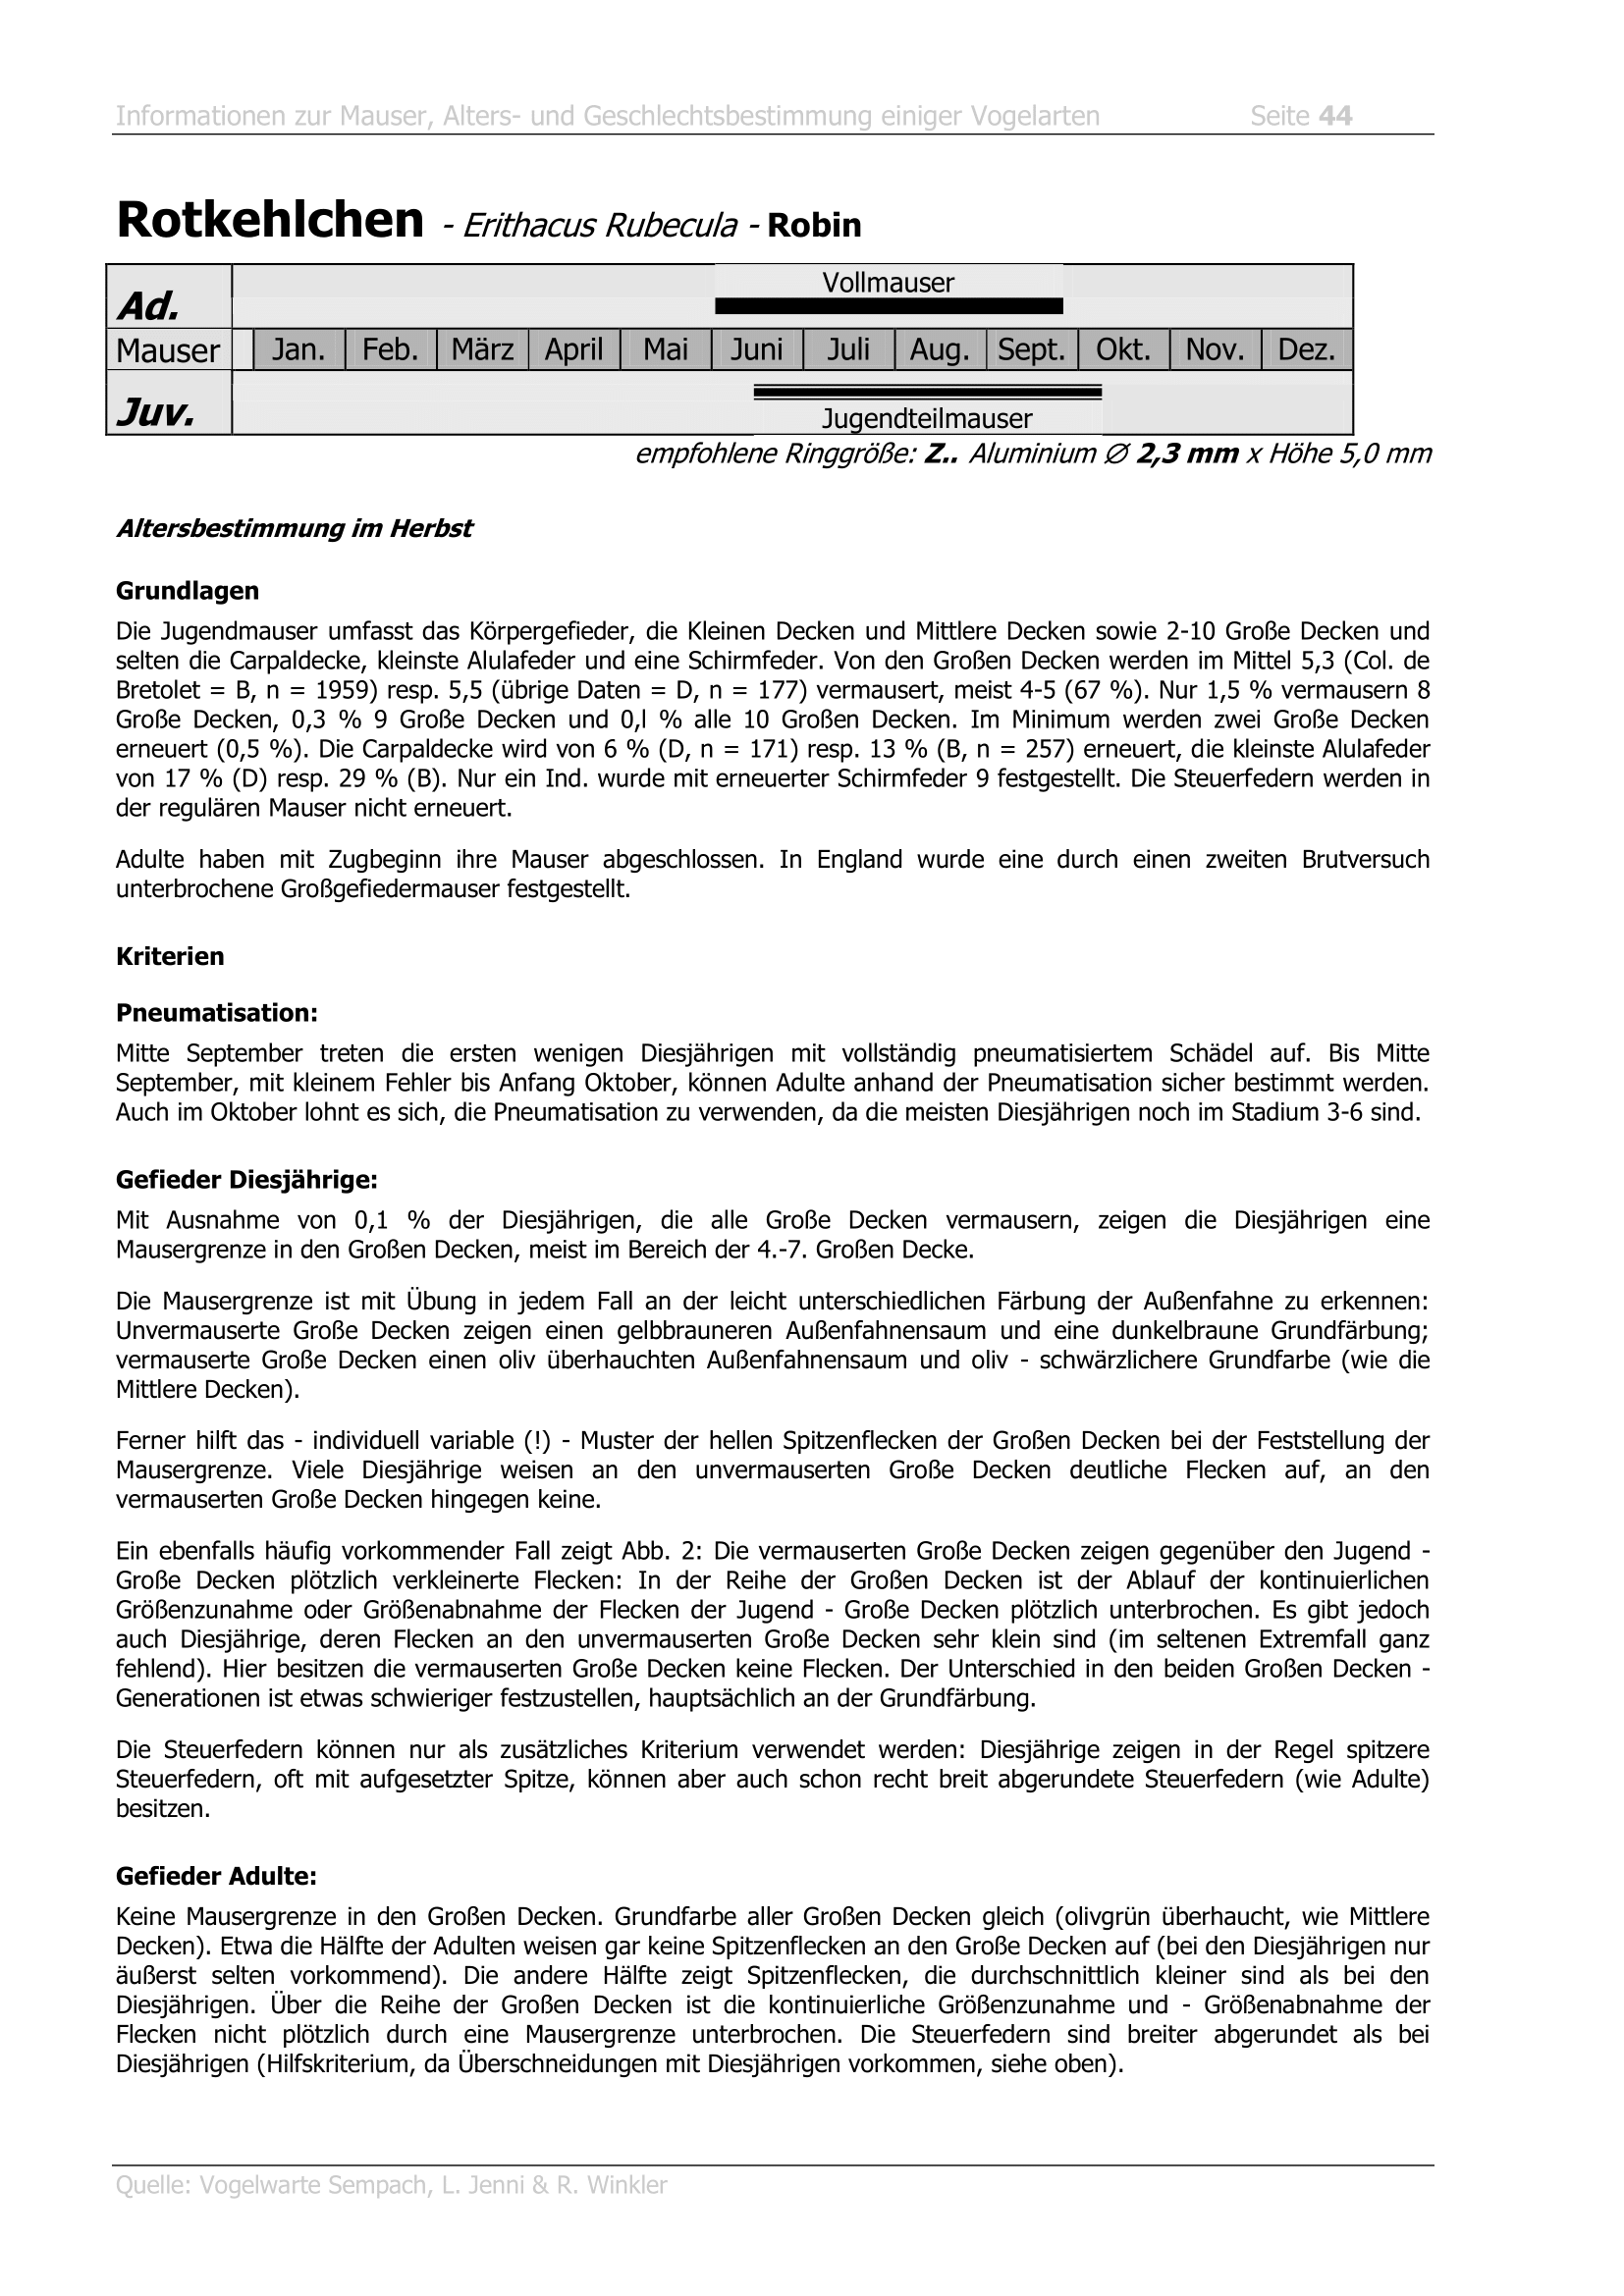 Informationen zur Mauser, Alters- und Geschlechtsbestimmung einiger Vogelarten Seite 44
Rotkehlchen - Erithacus Rubecula - Robin
Vollmauser
Ad.
Mauser Jan. Feb. März April Mai Juni Juli Aug. Sept. Okt. Nov. Dez.
Juv.
Jugendteilmauser
empfohlene Ringgröße: Z.. Aluminium ∅ 2,3 mm x Höhe 5,0 mm
Altersbestimmung im Herbst
Grundlagen
Die Jugendmauser umfasst das Körpergefieder, die Kleinen Decken und Mittlere Decken sowie 2-10 Große Decken und
selten die Carpaldecke, kleinste Alulafeder und eine Schirmfeder. Von den Großen Decken werden im Mittel 5,3 (Col. de
Bretolet = B, n = 1959) resp. 5,5 (übrige Daten = D, n = 177) vermausert, meist 4-5 (67 %). Nur 1,5 % vermausern 8
Große Decken, 0,3 % 9 Große Decken und 0,l % alle 10 Großen Decken. Im Minimum werden zwei Große Decken
erneuert (0,5 %). Die Carpaldecke wird von 6 % (D, n = 171) resp. 13 % (B, n = 257) erneuert, die kleinste Alulafeder
von 17 % (D) resp. 29 % (B). Nur ein Ind. wurde mit erneuerter Schirmfeder 9 festgestellt. Die Steuerfedern werden in
der regulären Mauser nicht erneuert.
Adulte haben mit Zugbeginn ihre Mauser abgeschlossen. In England wurde eine durch einen zweiten Brutversuch
unterbrochene Großgefiedermauser festgestellt.
Kriterien
Pneumatisation:
Mitte September treten die ersten wenigen Diesjährigen mit vollständig pneumatisiertem Schädel auf. Bis Mitte
September, mit kleinem Fehler bis Anfang Oktober, können Adulte anhand der Pneumatisation sicher bestimmt werden.
Auch im Oktober lohnt es sich, die Pneumatisation zu verwenden, da die meisten Diesjährigen noch im Stadium 3-6 sind.
Gefieder Diesjährige:
Mit Ausnahme von 0,1 % der Diesjährigen, die alle Große Decken vermausern, zeigen die Diesjährigen eine
Mausergrenze in den Großen Decken, meist im Bereich der 4.-7. Großen Decke.
Die Mausergrenze ist mit Übung in jedem Fall an der leicht unterschiedlichen Färbung der Außenfahne zu erkennen:
Unvermauserte Große Decken zeigen einen gelbbrauneren Außenfahnensaum und eine dunkelbraune Grundfärbung;
vermauserte Große Decken einen oliv überhauchten Außenfahnensaum und oliv - schwärzlichere Grundfarbe (wie die
Mittlere Decken).
Ferner hilft das - individuell variable (!) - Muster der hellen Spitzenflecken der Großen Decken bei der Feststellung der
Mausergrenze. Viele Diesjährige weisen an den unvermauserten Große Decken deutliche Flecken auf, an den
vermauserten Große Decken hingegen keine.
Ein ebenfalls häufig vorkommender Fall zeigt Abb. 2: Die vermauserten Große Decken zeigen gegenüber den Jugend -
Große Decken plötzlich verkleinerte Flecken: In der Reihe der Großen Decken ist der Ablauf der kontinuierlichen
Größenzunahme oder Größenabnahme der Flecken der Jugend - Große Decken plötzlich unterbrochen. Es gibt jedoch
auch Diesjährige, deren Flecken an den unvermauserten Große Decken sehr klein sind (im seltenen Extremfall ganz
fehlend). Hier besitzen die vermauserten Große Decken keine Flecken. Der Unterschied in den beiden Großen Decken -
Generationen ist etwas schwieriger festzustellen, hauptsächlich an der Grundfärbung.
Die Steuerfedern können nur als zusätzliches Kriterium verwendet werden: Diesjährige zeigen in der Regel spitzere
Steuerfedern, oft mit aufgesetzter Spitze, können aber auch schon recht breit abgerundete Steuerfedern (wie Adulte)
besitzen.
Gefieder Adulte:
Keine Mausergrenze in den Großen Decken. Grundfarbe aller Großen Decken gleich (olivgrün überhaucht, wie Mittlere
Decken). Etwa die Hälfte der Adulten weisen gar keine Spitzenflecken an den Große Decken auf (bei den Diesjährigen nur
äußerst selten vorkommend). Die andere Hälfte zeigt Spitzenflecken, die durchschnittlich kleiner sind als bei den
Diesjährigen. Über die Reihe der Großen Decken ist die kontinuierliche Größenzunahme und - Größenabnahme der
Flecken nicht plötzlich durch eine Mausergrenze unterbrochen. Die Steuerfedern sind breiter abgerundet als bei
Diesjährigen (Hilfskriterium, da Überschneidungen mit Diesjährigen vorkommen, siehe oben).
Quelle: Vogelwarte Sempach, L. Jenni & R. Winkler